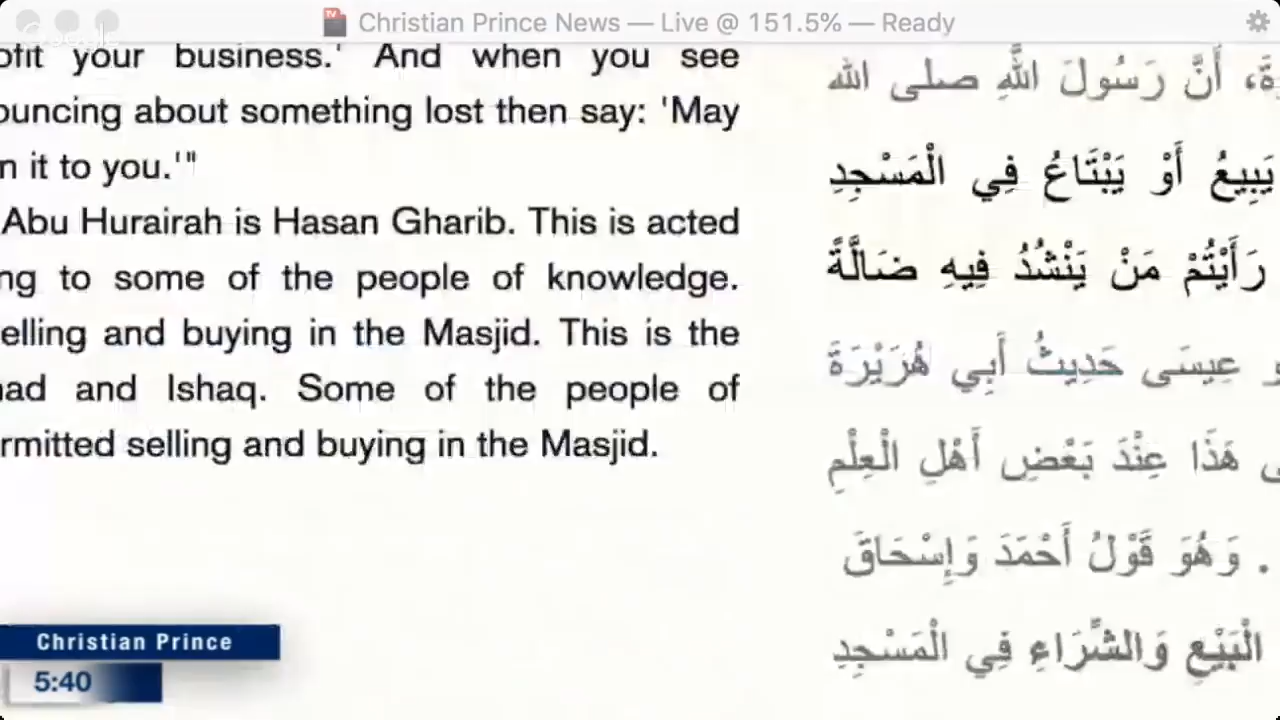 Google
Christian Prince News — Live @ 151.5% — Ready
ofit your business.' And when you see
ouncing about something lost then say: 'May
n it to you.'"
Abu Hurairah is Hasan Gharib. This is acted
ng to some of the people of knowledge.
elling and buying in the Masjid. This is the
ad and Ishaq. Some of the people of
rmitted selling and buying in the Masjid.
ةَ، أَنَّ رَسُولَ اللَّهِ صلى الله
يَبِيعُ أَوْ يَبْتَاعُ فِي الْمَسْجِدِ
رَأَيْتُمْ مَنْ يَنْشُدُ فِيهِ ضَالَّةً
و عِيسَى حَدِيثُ أَبِي هُرَيْرَةَ
ى هَذَا عِنْدَ بَعْضِ أَهْلِ الْعِلْمِ
. وَهُوَ قَوْلُ أَحْمَدَ وَإِسْحَاقَ
الْبَيْعِ وَالشِّرَاءِ فِي الْمَسْجِدِ
Christian Prince
5:40